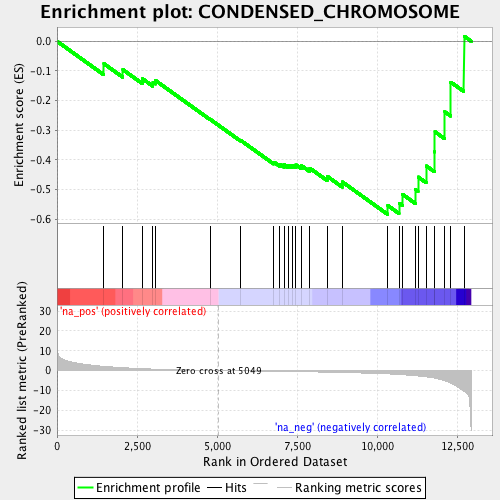 Enrichment plot: CONDENSED_CHROMOSOME
Enrichment score (ES)
0.0
-0.1
-0.2
-0.3
-0.4
-0.5
-0.6
'na_pos' (positively correlated)
Ranked list metric (PreRanked)
30
20
10
0
-10
-20
-30
Zero cross at 5049
'na_neg' (negatively correlated)
0
2,500
5,000
7,500
10,000
12,500
Rank in Ordered Dataset
Enrichment profile
Hits
Ranking metric scores